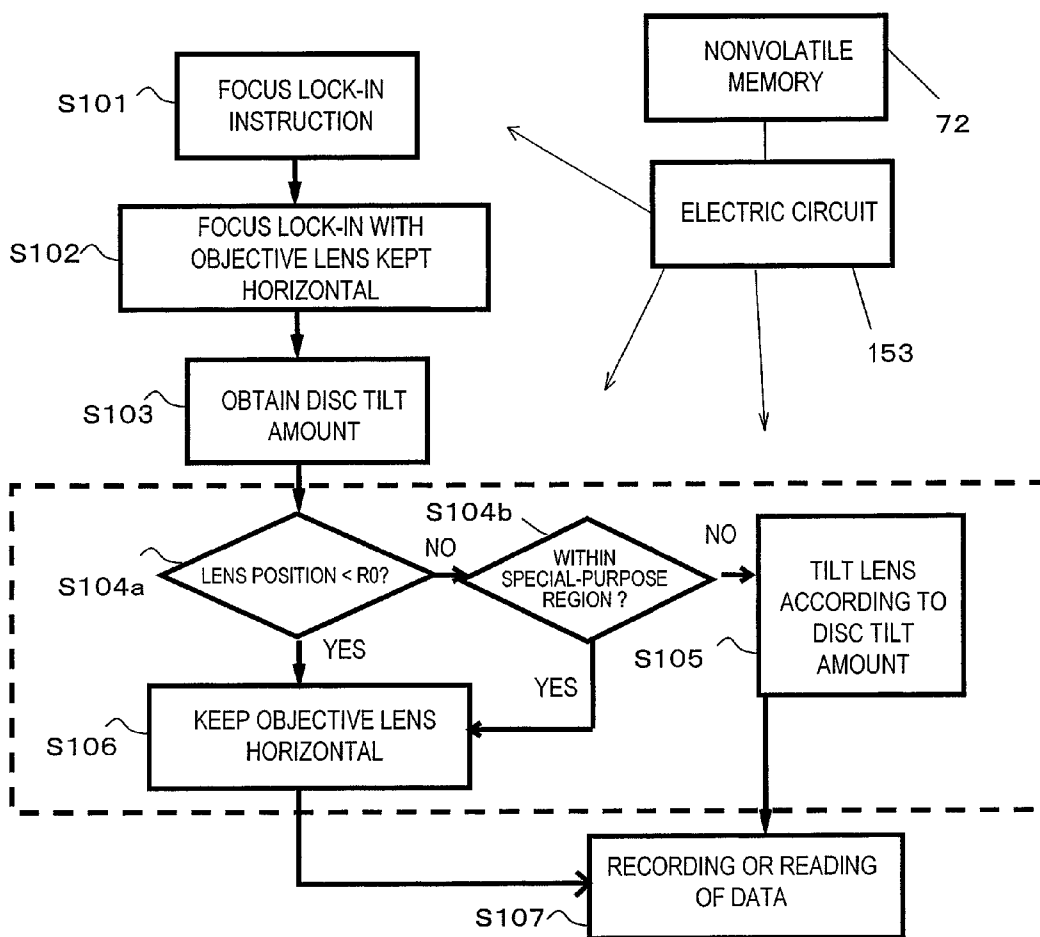 S101
FOCUS LOCK-IN
INSTRUCTION
NONVOLATILE
MEMORY
72
ELECTRIC CIRCUIT
153
S102
FOCUS LOCK-IN WITH
OBJECTIVE LENS KEPT
HORIZONTAL
S103
OBTAIN DISC TILT
AMOUNT
S104a
LENS POSITION < R0?
NO
YES
S104b
WITHIN
SPECIAL-PURPOSE
REGION ?
NO
YES
S105
TILT LENS
ACCORDING TO
DISC TILT
AMOUNT
S106
KEEP OBJECTIVE LENS
HORIZONTAL
RECORDING OR READING
OF DATA
S107